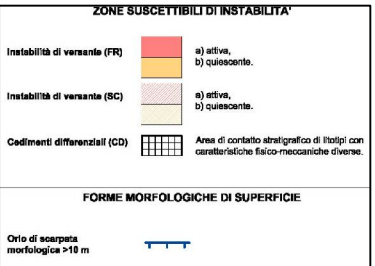 ZONE SUSCETTIBILI DI INSTABILITA'
Instabilità di versante (FR)
a) attiva,
b) quiescente.
Instabilità di versante (SC)
a) attiva,
b) quiescente.
Cedimenti differenziali (CD)
Area di contatto stratigrafico di litotipi con
caratteristiche fisico-meccaniche diverse.
FORME MORFOLOGICHE DI SUPERFICIE
Orlo di scarpata
morfologica >10 m